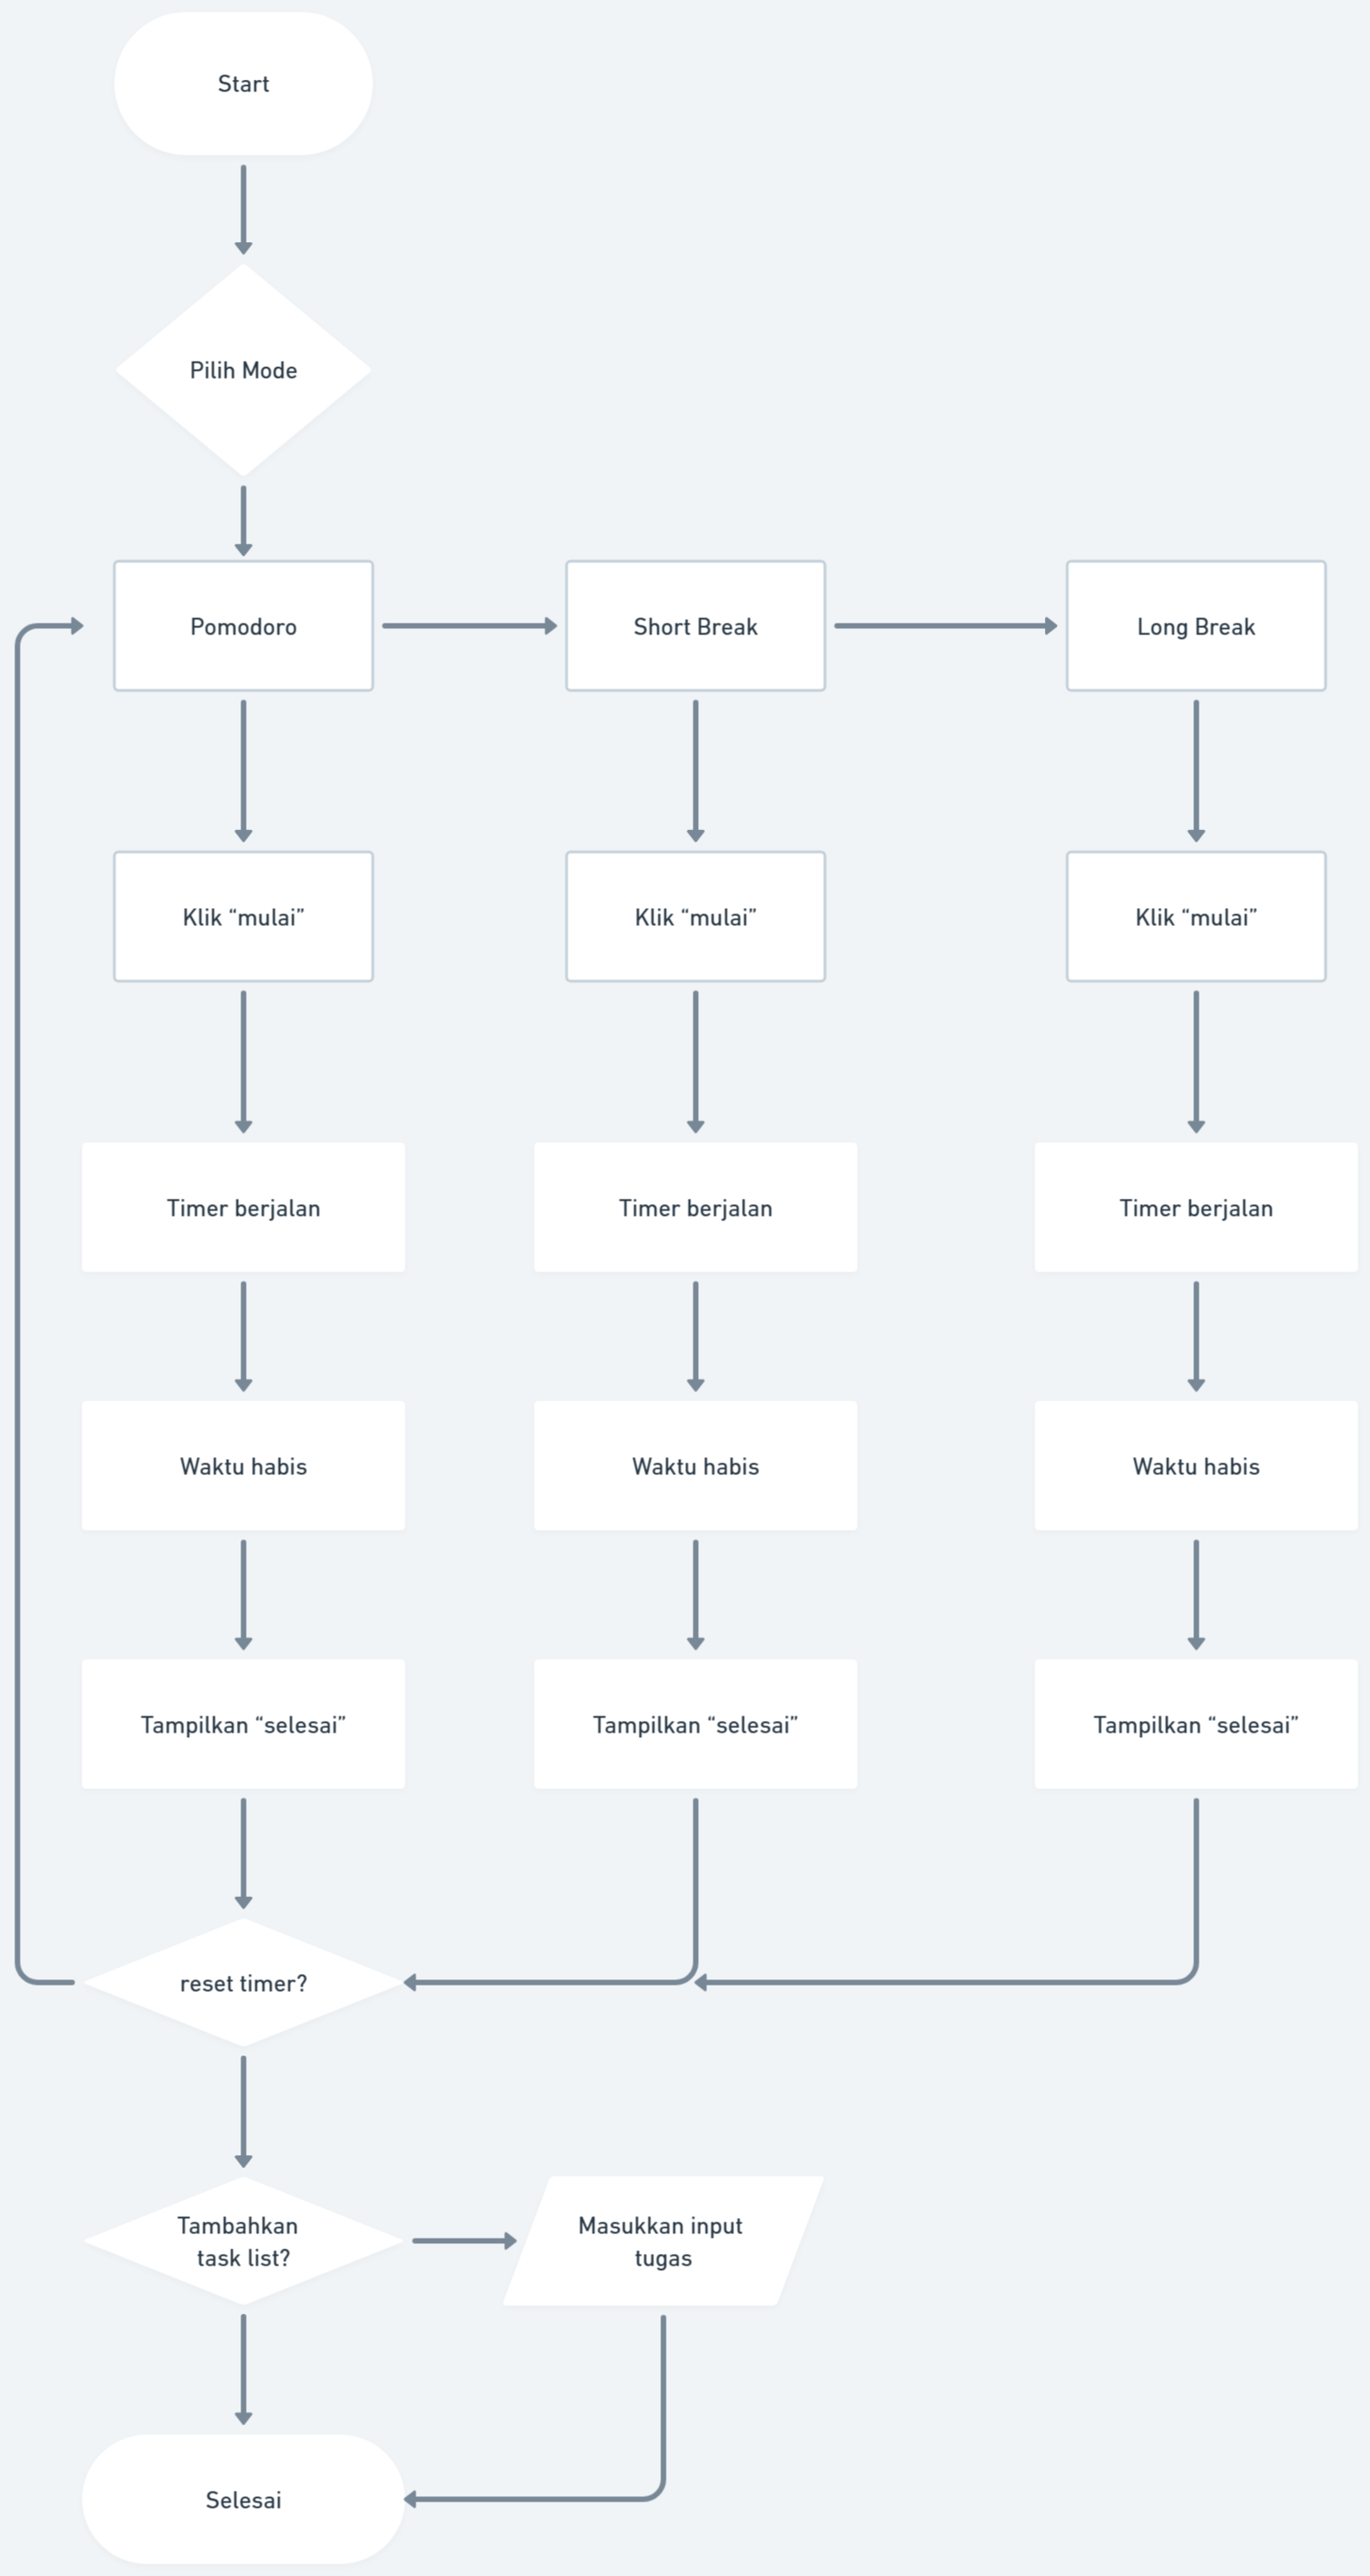 Start
Pilih Mode
Pomodoro
Short Break
Long Break
Klik “mulai”
Klik “mulai”
Klik “mulai”
Timer berjalan
Timer berjalan
Timer berjalan
Waktu habis
Waktu habis
Waktu habis
Tampilkan “selesai”
Tampilkan “selesai”
Tampilkan “selesai”
reset timer?
Tambahkan
task list?
Masukkan input
tugas
Selesai